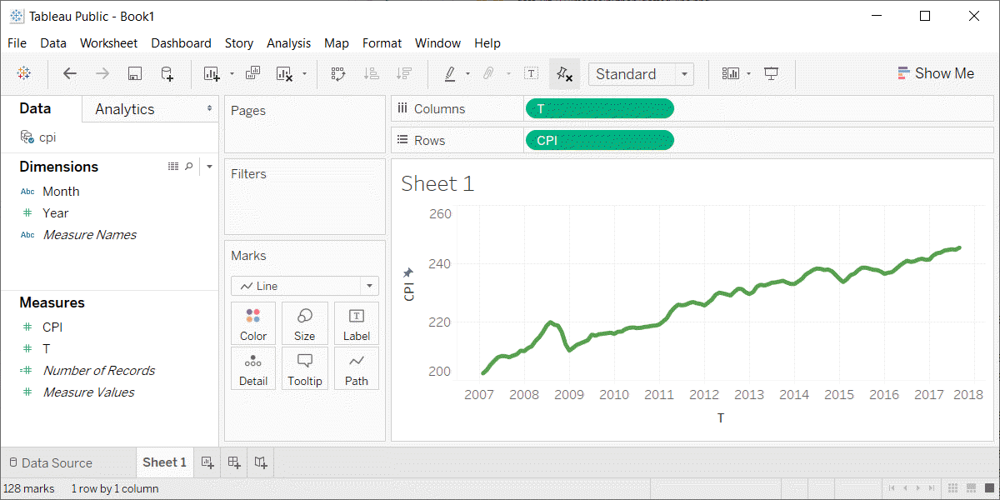 Tableau Public - Book1
File Data Worksheet Dashboard Story Analysis Map Format Window Help
T Standard Show Me
Data Analytics
cpi
Dimensions
Abc Month
# Year
Abc Measure Names
Measures
# CPI
# T
=# Number of Records
# Measure Values
Pages
Filters
Marks
Line
Color Size T Label
Detail Tooltip Path
Columns T
Rows CPI
Sheet 1
260
240
220
200
CPI
2007 2008 2009 2010 2011 2012 2013 2014 2015 2016 2017 2018
T
Data Source Sheet 1
128 marks 1 row by 1 column